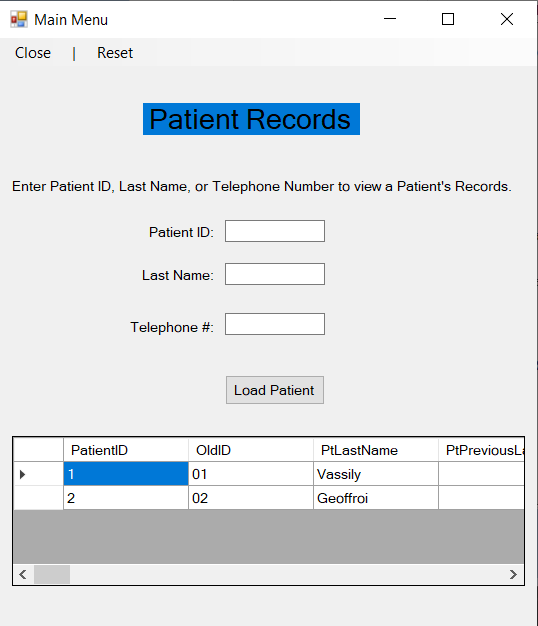 Main Menu
Close | Reset
Patient Records
Enter Patient ID, Last Name, or Telephone Number to view a Patient's Records.
Patient ID:
Last Name:
Telephone #:
Load Patient
PatientID OldID PtLastName PtPreviousLa
1 01 Vassily
2 02 Geoffroi